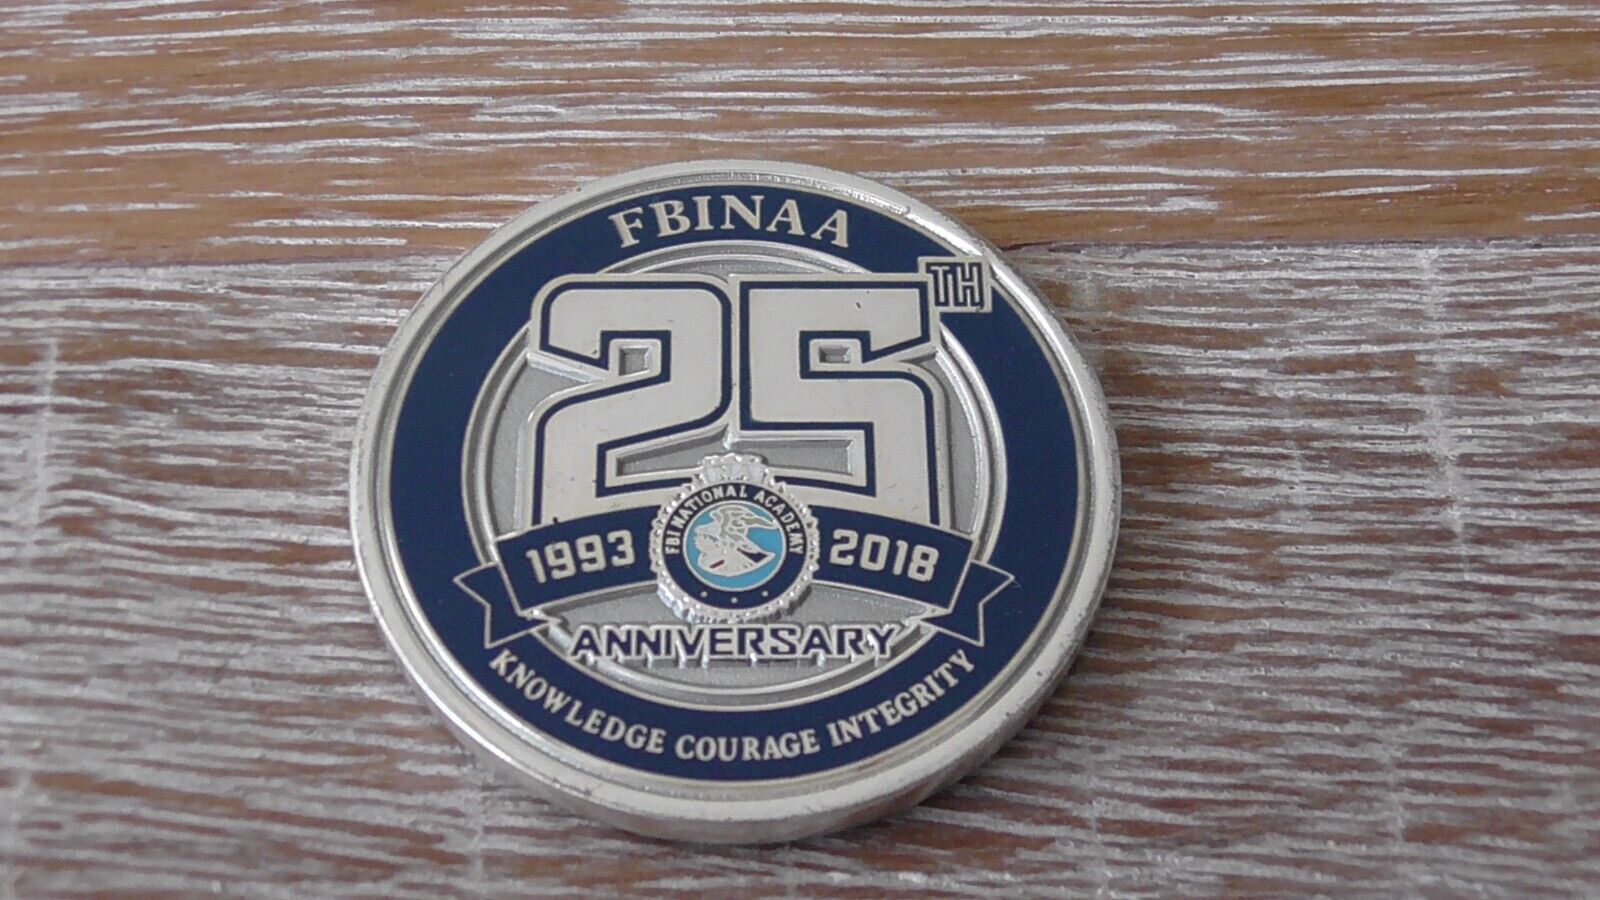 FBINAA
25TH
FBI NATIONAL ACADEMY
1993 2018
ANNIVERSARY
KNOWLEDGE COURAGE INTEGRITY